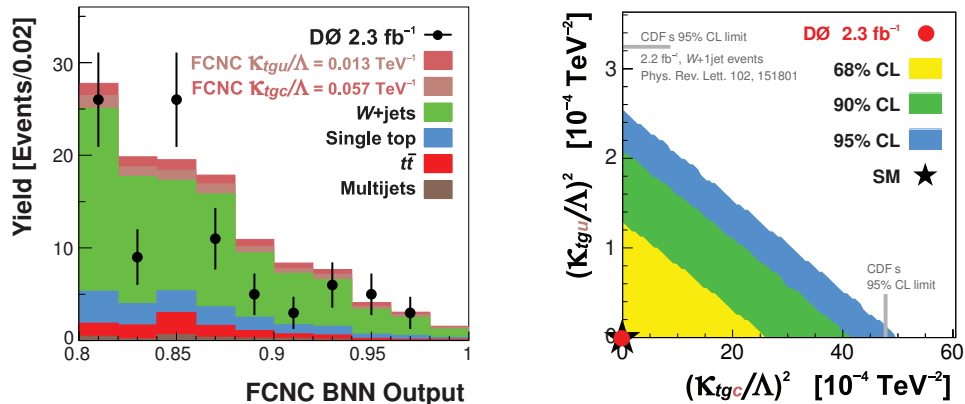 DØ 2.3 fb⁻¹
FCNC κtgu/Λ = 0.013 TeV⁻¹
FCNC κtgc/Λ = 0.057 TeV⁻¹
W+jets
Single top
tt̄
Multijets
Yield [Events/0.02]
30
20
10
0
0.8 0.85 0.9 0.95 1
FCNC BNN Output
CDF s 95% CL limit
2.2 fb⁻¹, W+1jet events
Phys. Rev. Lett. 102, 151801
DØ 2.3 fb⁻¹
68% CL
90% CL
95% CL
SM
CDF s
95% CL limit
(κtgu/Λ)² [10⁻⁴ TeV⁻²]
3
2
1
0
0 20 40 60
(κtgc/Λ)² [10⁻⁴ TeV⁻²]